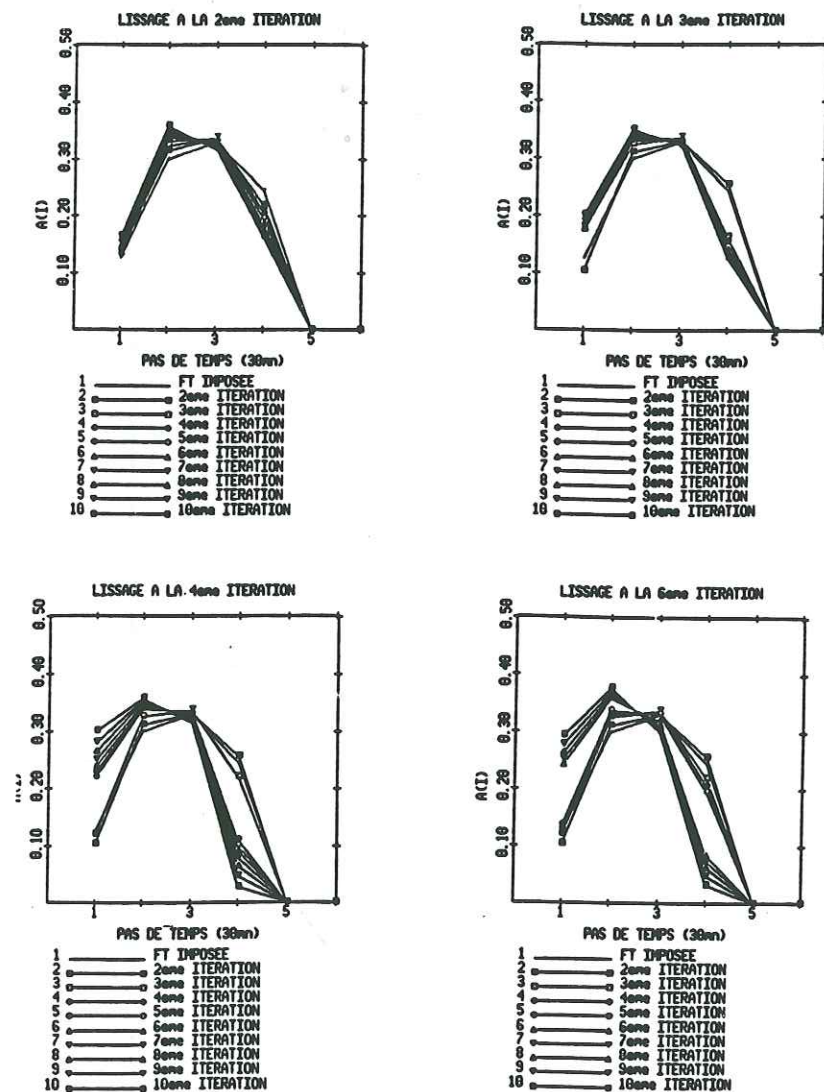 LISSAGE A LA 2eme ITERATION
0.50
0.40
0.30
0.20
0.10
A(I)
1 3 5
PAS DE TEMPS (30mn)
1 FT IMPOSEE
2 2eme ITERATION
3 3eme ITERATION
4 4eme ITERATION
5 5eme ITERATION
6 6eme ITERATION
7 7eme ITERATION
8 8eme ITERATION
9 9eme ITERATION
10 10eme ITERATION
LISSAGE A LA 3eme ITERATION
0.50
0.40
0.30
0.20
0.10
A(I)
1 3 5
PAS DE TEMPS (30mn)
1 FT IMPOSEE
2 2eme ITERATION
3 3eme ITERATION
4 4eme ITERATION
5 5eme ITERATION
6 6eme ITERATION
7 7eme ITERATION
8 8eme ITERATION
9 9eme ITERATION
10 10eme ITERATION
LISSAGE A LA 4eme ITERATION
0.50
0.40
0.30
0.20
0.10
1 3 5
PAS DE TEMPS (30mn)
1 FT IMPOSEE
2 2eme ITERATION
3 3eme ITERATION
4 4eme ITERATION
5 5eme ITERATION
6 6eme ITERATION
7 7eme ITERATION
8 8eme ITERATION
9 9eme ITERATION
10 10eme ITERATION
LISSAGE A LA 6eme ITERATION
0.50
0.40
0.30
0.20
0.10
A(I)
1 3 5
PAS DE TEMPS (30mn)
1 FT IMPOSEE
2 2eme ITERATION
3 3eme ITERATION
4 4eme ITERATION
5 5eme ITERATION
6 6eme ITERATION
7 7eme ITERATION
8 8eme ITERATION
9 9eme ITERATION
10 10eme ITERATION